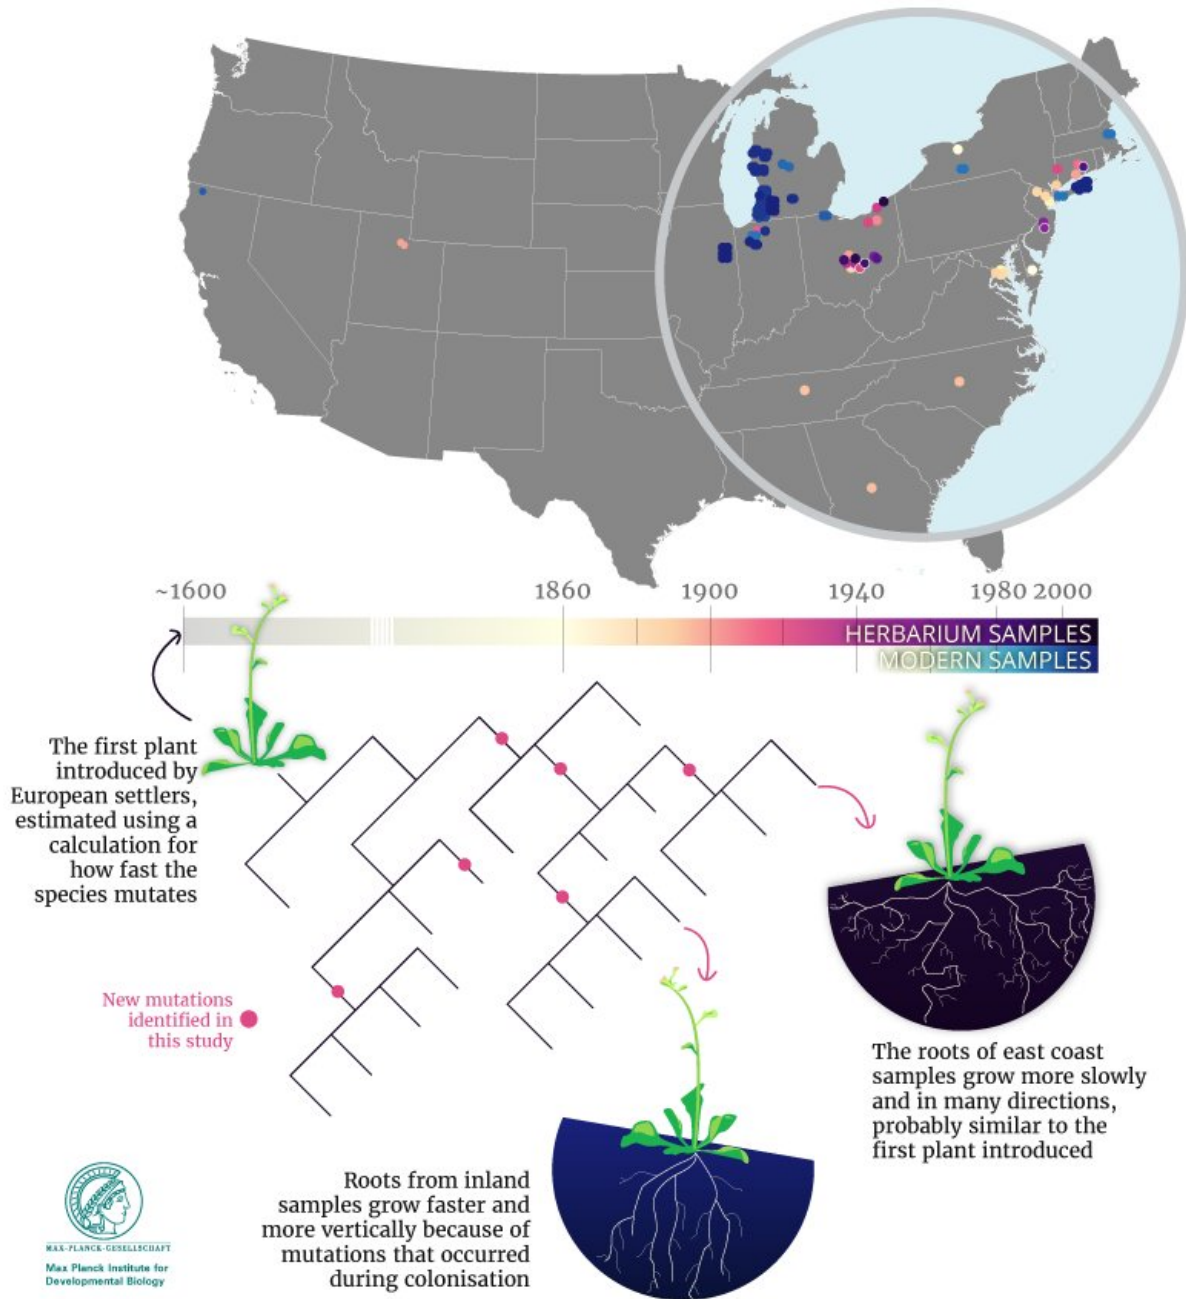 ~1600 1860 1900 1940 1980 2000
HERBARIUM SAMPLES
MODERN SAMPLES
The first plant
introduced by
European settlers,
estimated using a
calculation for
how fast the
species mutates
New mutations
identified in
this study
The roots of east coast
samples grow more slowly
and in many directions,
probably similar to the
first plant introduced
Roots from inland
samples grow faster and
more vertically because of
mutations that occurred
during colonisation
MAX-PLANCK-GESELLSCHAFT
Max Planck Institute for
Developmental Biology